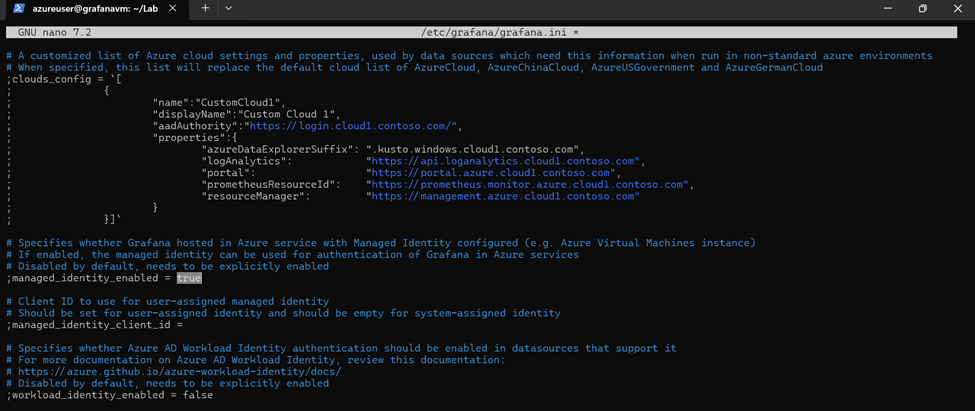 azureuser@grafanavm: ~/Lab
GNU nano 7.2 /etc/grafana/grafana.ini *
# A customized list of Azure cloud settings and properties, used by data sources which need this information when run in non-standard azure environments
# When specified, this list will replace the default cloud list of AzureCloud, AzureChinaCloud, AzureUSGovernment and AzureGermanCloud
;clouds_config = `[
; {
; "name":"CustomCloud1",
; "displayName":"Custom Cloud 1",
; "aadAuthority":"https://login.cloud1.contoso.com/",
; "properties":{
; "azureDataExplorerSuffix": ".kusto.windows.cloud1.contoso.com",
; "logAnalytics": "https://api.loganalytics.cloud1.contoso.com",
; "portal": "https://portal.azure.cloud1.contoso.com",
; "prometheusResourceId": "https://prometheus.monitor.azure.cloud1.contoso.com",
; "resourceManager": "https://management.azure.cloud1.contoso.com"
; }
; }]`
# Specifies whether Grafana hosted in Azure service with Managed Identity configured (e.g. Azure Virtual Machines instance)
# If enabled, the managed identity can be used for authentication of Grafana in Azure services
# Disabled by default, needs to be explicitly enabled
;managed_identity_enabled = true
# Client ID to use for user-assigned managed identity
# Should be set for user-assigned identity and should be empty for system-assigned identity
;managed_identity_client_id =
# Specifies whether Azure AD Workload Identity authentication should be enabled in datasources that support it
# For more documentation on Azure AD Workload Identity, review this documentation:
# https://azure.github.io/azure-workload-identity/docs/
# Disabled by default, needs to be explicitly enabled
;workload_identity_enabled = false